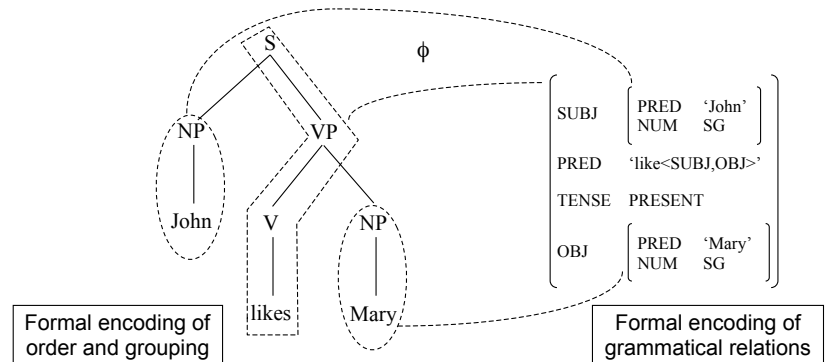 S
ϕ
NP
VP
John
V
NP
likes
Mary
SUBJ
PRED ‘John’
NUM SG
PRED ‘like<SUBJ,OBJ>’
TENSE PRESENT
OBJ
PRED ‘Mary’
NUM SG
Formal encoding of
order and grouping
Formal encoding of
grammatical relations